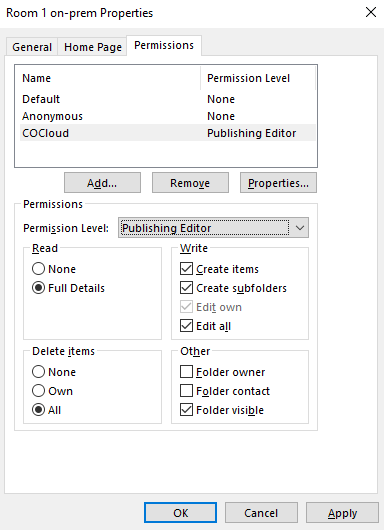 Room 1 on-prem Properties
General Home Page Permissions
Name Permission Level
Default None
Anonymous None
COCloud Publishing Editor
Add... Remove Properties...
Permissions
Permission Level: Publishing Editor
Read
None
Full Details
Write
Create items
Create subfolders
Edit own
Edit all
Delete items
None
Own
All
Other
Folder owner
Folder contact
Folder visible
OK Cancel Apply